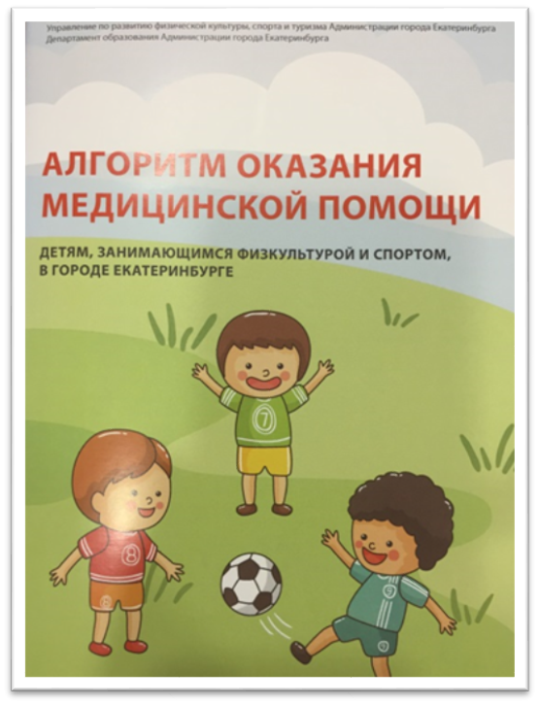 Управление по развитию физической культуры, спорта и туризма Администрации города Екатеринбурга
Департамент образования Администрации города Екатеринбурга
АЛГОРИТМ ОКАЗАНИЯ
МЕДИЦИНСКОЙ ПОМОЩИ
ДЕТЯМ, ЗАНИМАЮЩИМСЯ ФИЗКУЛЬТУРОЙ И СПОРТОМ,
В ГОРОДЕ ЕКАТЕРИНБУРГЕ
7
8